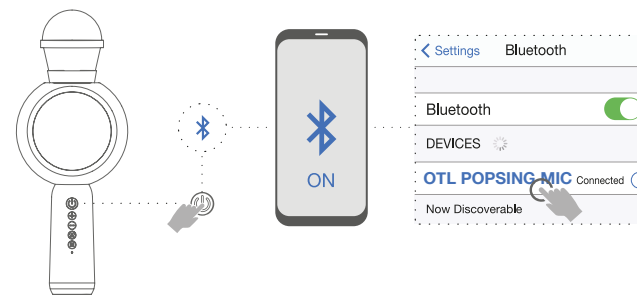 ON
Settings Bluetooth
Bluetooth
DEVICES
OTL POPSING MIC Connected
Now Discoverable